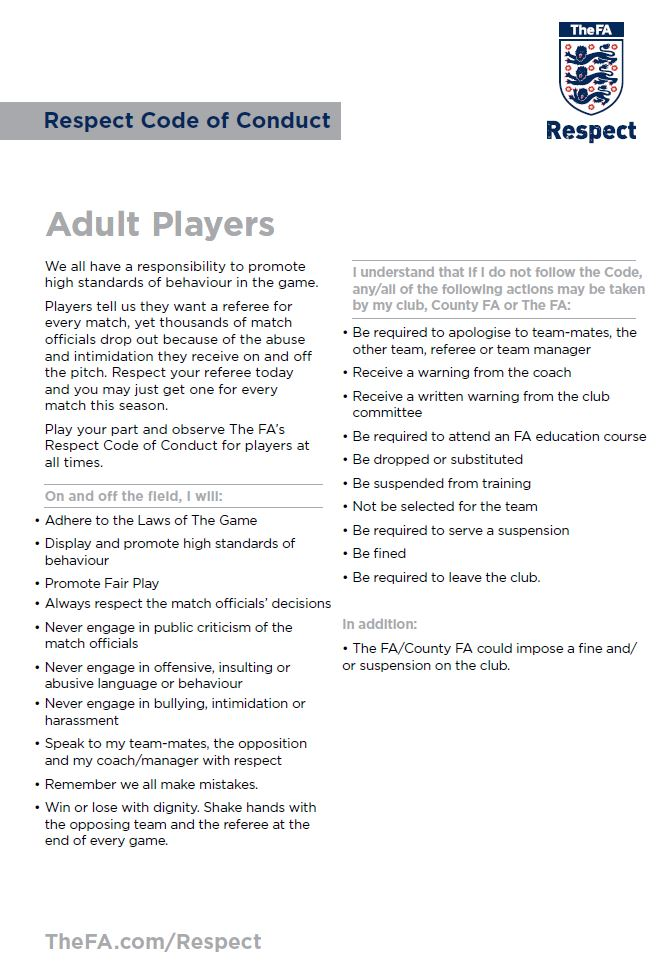 TheFA
Respect
Respect Code of Conduct
Adult Players
We all have a responsibility to promote
high standards of behaviour in the game.
Players tell us they want a referee for
every match, yet thousands of match
officials drop out because of the abuse
and intimidation they receive on and off
the pitch. Respect your referee today
and you may just get one for every
match this season.
Play your part and observe The FA's
Respect Code of Conduct for players at
all times.
On and off the field, I will:
• Adhere to the Laws of The Game
• Display and promote high standards of
behaviour
• Promote Fair Play
• Always respect the match officials' decisions
• Never engage in public criticism of the
match officials
• Never engage in offensive, insulting or
abusive language or behaviour
• Never engage in bullying, intimidation or
harassment
• Speak to my team-mates, the opposition
and my coach/manager with respect
• Remember we all make mistakes.
• Win or lose with dignity. Shake hands with
the opposing team and the referee at the
end of every game.
I understand that if I do not follow the Code,
any/all of the following actions may be taken
by my club, County FA or The FA:
• Be required to apologise to team-mates, the
other team, referee or team manager
• Receive a warning from the coach
• Receive a written warning from the club
committee
• Be required to attend an FA education course
• Be dropped or substituted
• Be suspended from training
• Not be selected for the team
• Be required to serve a suspension
• Be fined
• Be required to leave the club.
In addition:
• The FA/County FA could impose a fine and/
or suspension on the club.
TheFA.com/Respect